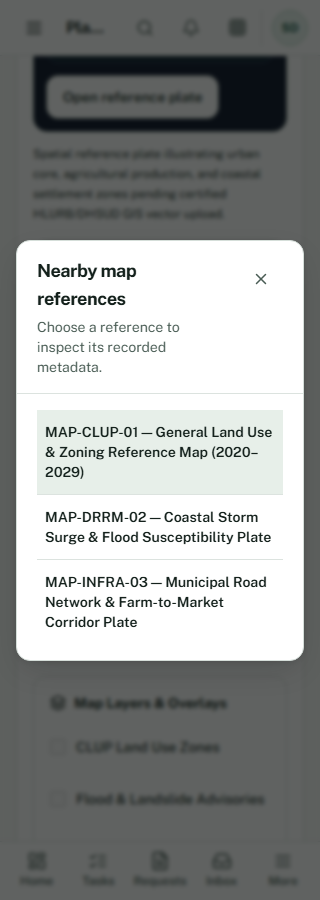 Pla...
SG
Open reference plate
Spatial reference plate illustrating urban
core, agricultural production, and coastal
settlement zones pending certified
HLURB/DHSUD GIS vector upload.
Nearby map
references
Choose a reference to
inspect its recorded
metadata.
MAP-CLUP-01 — General Land Use
& Zoning Reference Map (2020–
2029)
MAP-DRRM-02 — Coastal Storm
Surge & Flood Susceptibility Plate
MAP-INFRA-03 — Municipal Road
Network & Farm-to-Market
Corridor Plate
Map Layers & Overlays
CLUP Land Use Zones
Flood & Landslide Advisories
Home Tasks Requests Inbox More